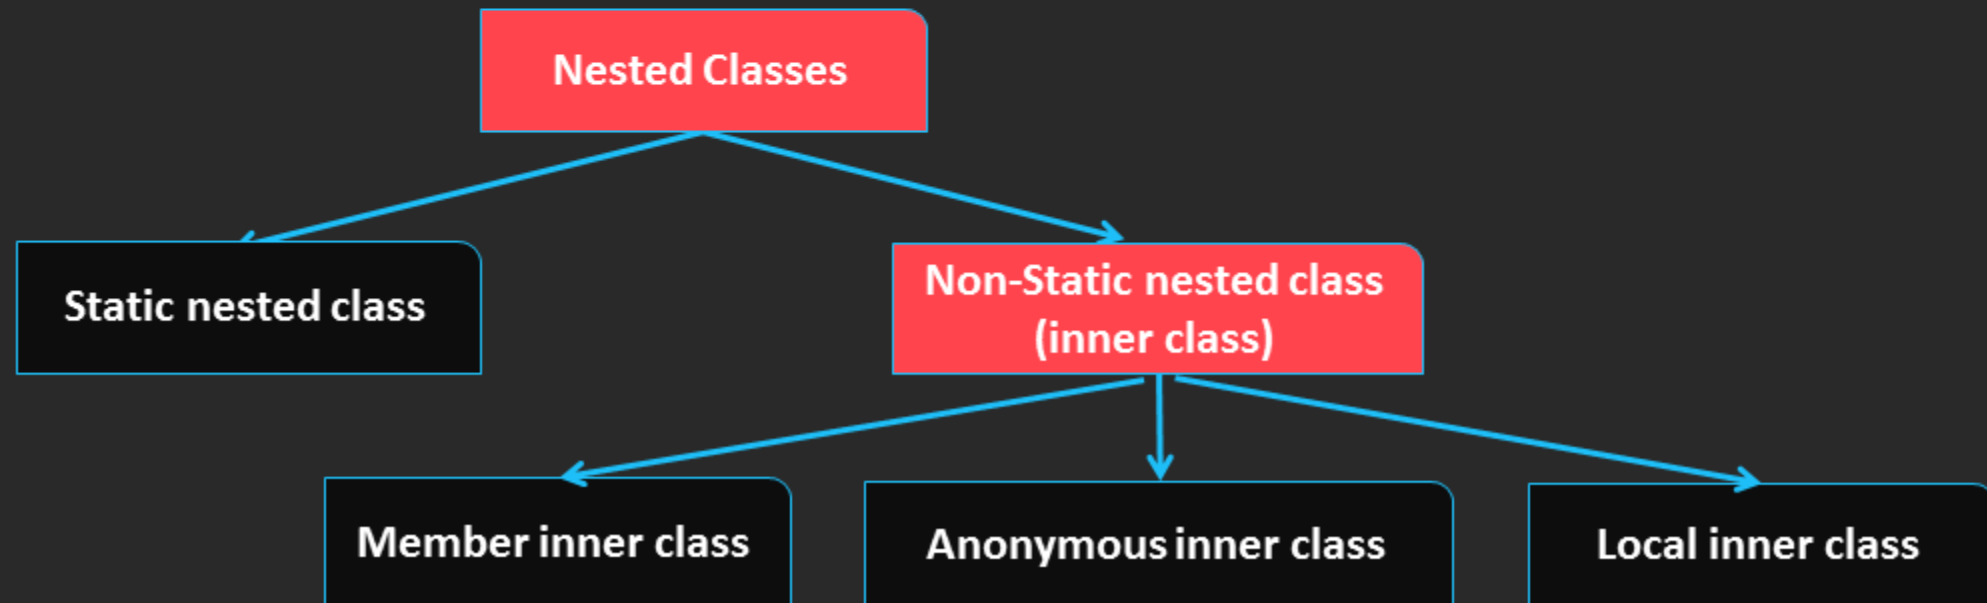 Nested Classes
Static nested class
Non-Static nested class
(inner class)
Member inner class
Anonymous inner class
Local inner class